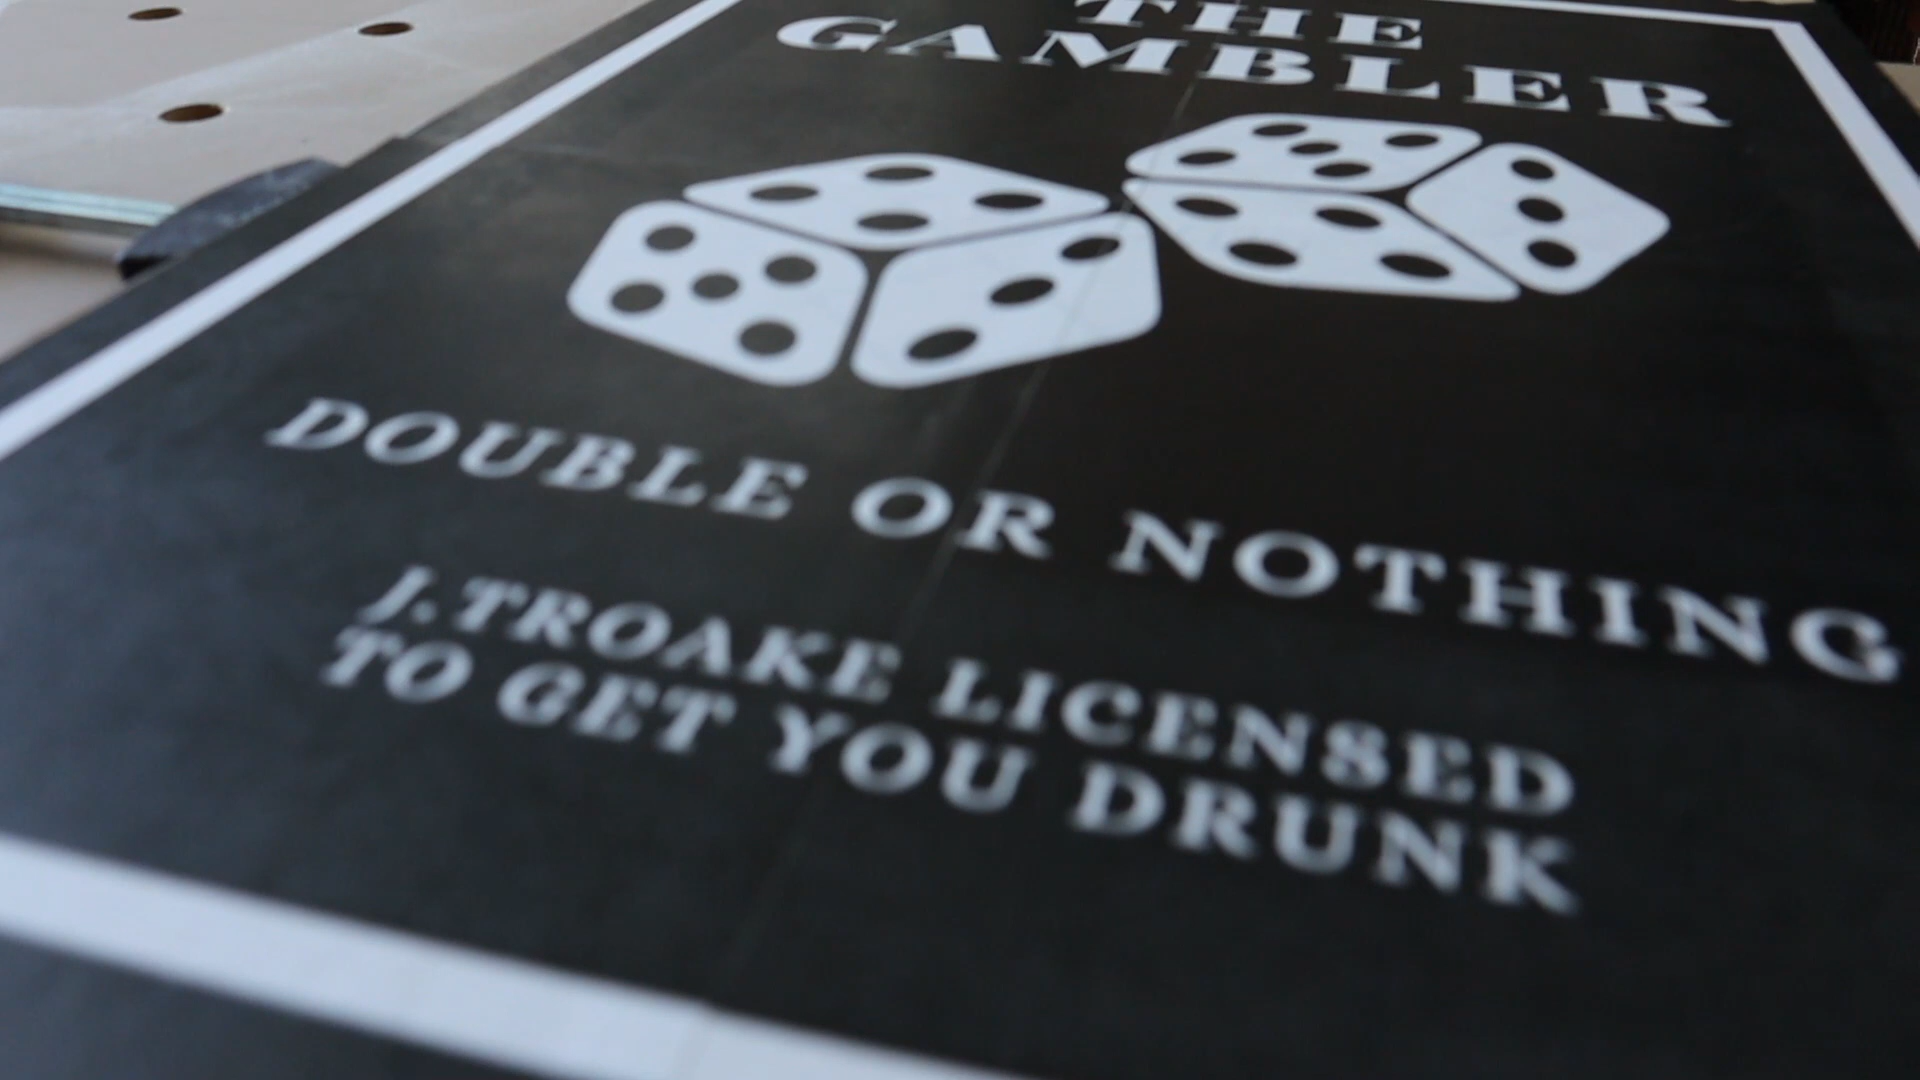 THE
GAMBLER
DOUBLE OR NOTHING
J.TROAKE LICENSED
TO GET YOU DRUNK